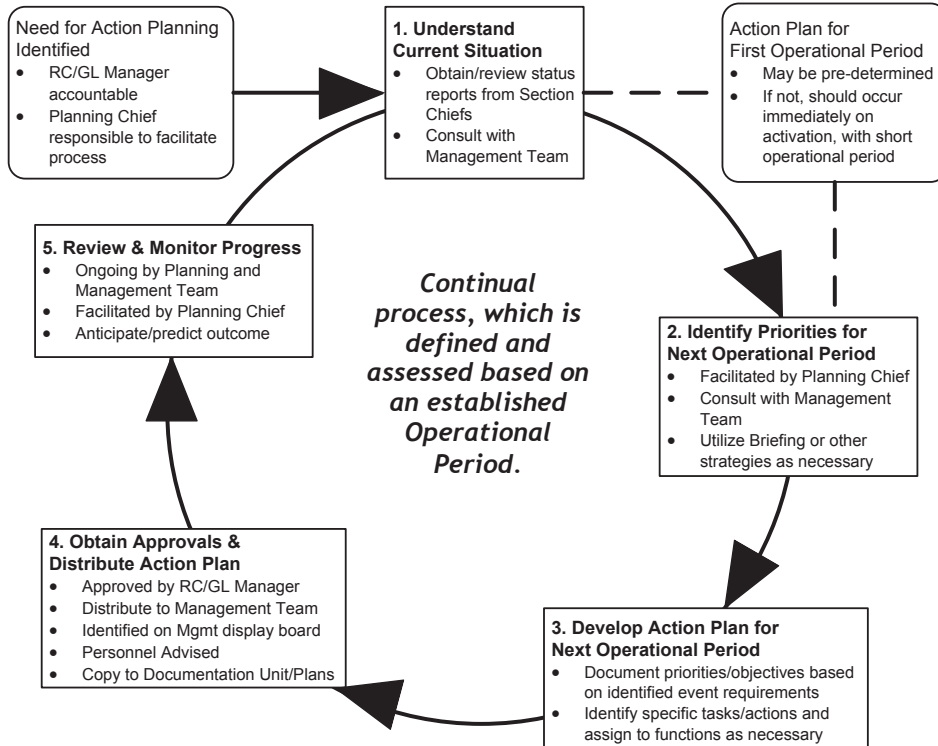 Need for Action Planning
Identified
• RC/GL Manager
accountable
• Planning Chief
responsible to facilitate
process
1. Understand
Current Situation
• Obtain/review status
reports from Section
Chiefs
• Consult with
Management Team
Action Plan for
First Operational Period
• May be pre-determined
• If not, should occur
immediately on
activation, with short
operational period
5. Review & Monitor Progress
• Ongoing by Planning and
Management Team
• Facilitated by Planning Chief
• Anticipate/predict outcome
Continual
process, which is
defined and
assessed based on
an established
Operational
Period.
2. Identify Priorities for
Next Operational Period
• Facilitated by Planning Chief
• Consult with Management
Team
• Utilize Briefing or other
strategies as necessary
4. Obtain Approvals &
Distribute Action Plan
• Approved by RC/GL Manager
• Distribute to Management Team
• Identified on Mgmt display board
• Personnel Advised
• Copy to Documentation Unit/Plans
3. Develop Action Plan for
Next Operational Period
• Document priorities/objectives based
on identified event requirements
• Identify specific tasks/actions and
assign to functions as necessary